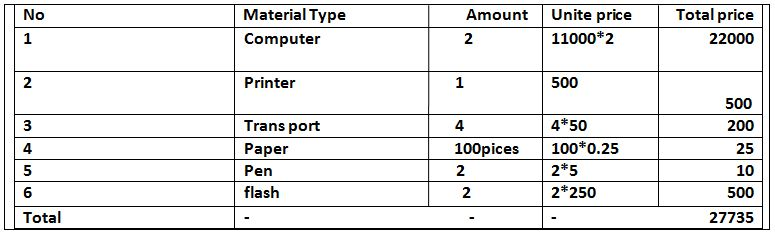 No Material Type Amount Unite price Total price
1 Computer 2 11000*2 22000
2 Printer 1 500
500
3 Trans port 4 4*50 200
4 Paper 100pices 100*0.25 25
5 Pen 2 2*5 10
6 flash 2 2*250 500
Total - - - 27735